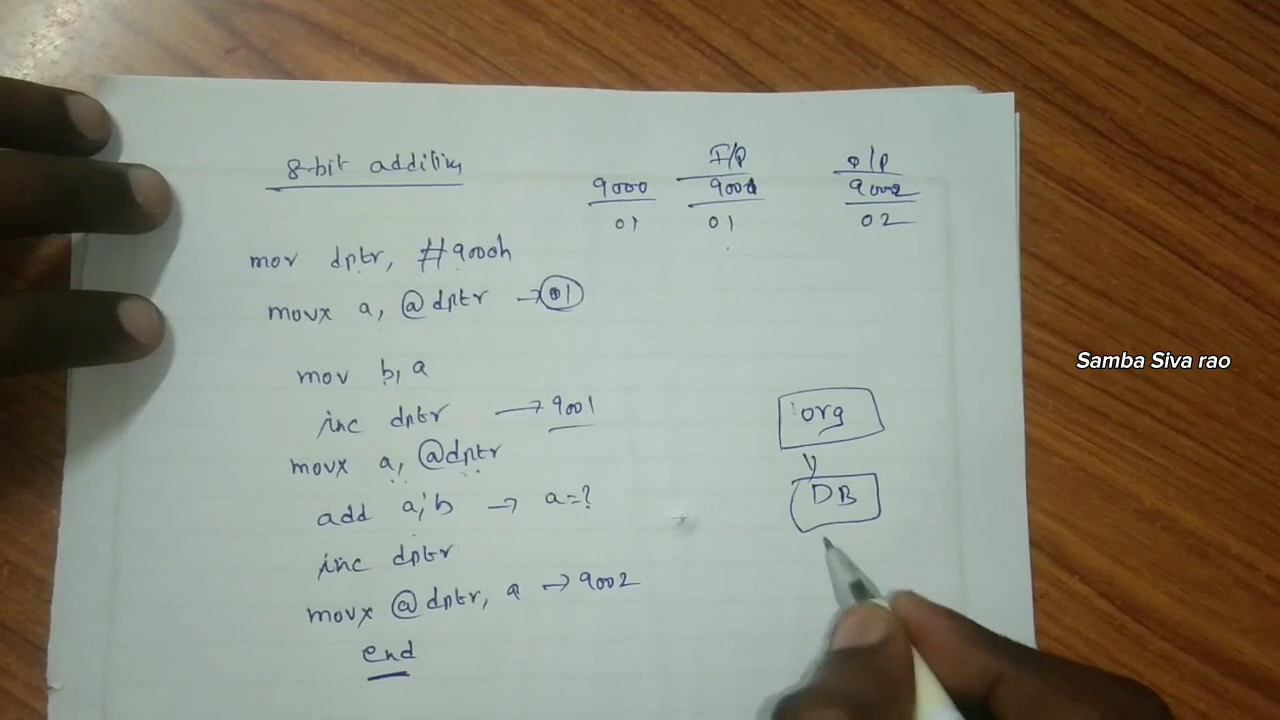 8-bit addition
I/P
O/P
9000 9001 9002
01 01 02
mov dptr, #9000h
movx a, @dptr → 01
mov b, a
inc dptr → 9001
movx a, @dptr
add a, b → a=?
inc dptr
movx @dptr, a → 9002
end
org
DB
Samba Siva rao